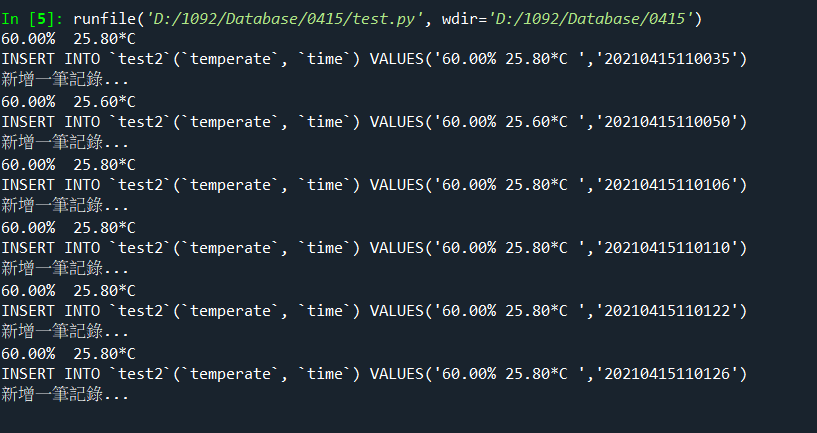 In [5]: runfile('D:/1092/Database/0415/test.py', wdir='D:/1092/Database/0415')
60.00%  25.80*C
INSERT INTO `test2`(`temperate`, `time`) VALUES('60.00% 25.80*C ','20210415110035')
新增一筆記錄...
60.00%  25.60*C
INSERT INTO `test2`(`temperate`, `time`) VALUES('60.00% 25.60*C ','20210415110050')
新增一筆記錄...
60.00%  25.80*C
INSERT INTO `test2`(`temperate`, `time`) VALUES('60.00% 25.80*C ','20210415110106')
新增一筆記錄...
60.00%  25.80*C
INSERT INTO `test2`(`temperate`, `time`) VALUES('60.00% 25.80*C ','20210415110110')
新增一筆記錄...
60.00%  25.80*C
INSERT INTO `test2`(`temperate`, `time`) VALUES('60.00% 25.80*C ','20210415110122')
新增一筆記錄...
60.00%  25.80*C
INSERT INTO `test2`(`temperate`, `time`) VALUES('60.00% 25.80*C ','20210415110126')
新增一筆記錄...